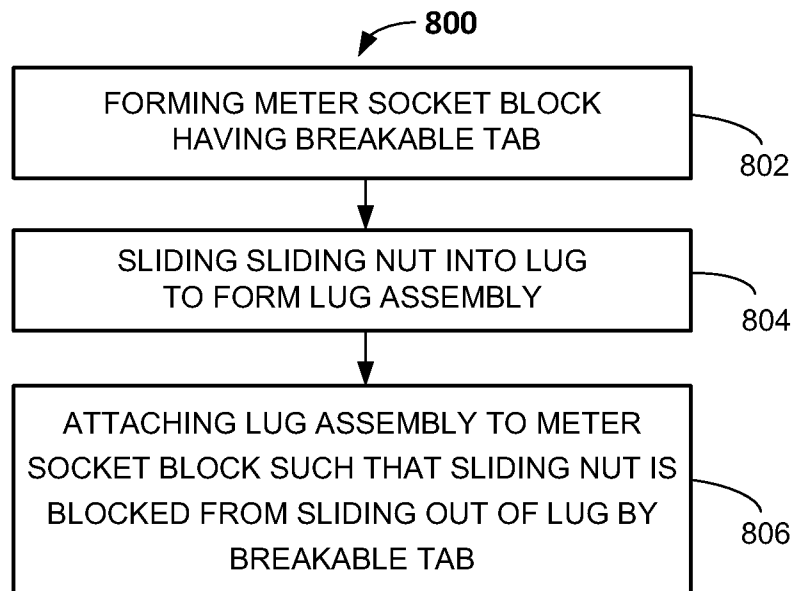 800
FORMING METER SOCKET BLOCK
HAVING BREAKABLE TAB
802
SLIDING SLIDING NUT INTO LUG
TO FORM LUG ASSEMBLY
804
ATTACHING LUG ASSEMBLY TO METER
SOCKET BLOCK SUCH THAT SLIDING NUT IS
BLOCKED FROM SLIDING OUT OF LUG BY
BREAKABLE TAB
806